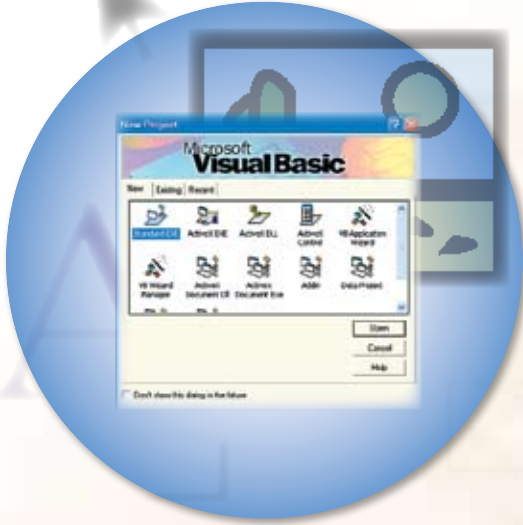 New Project
Microsoft
Visual Basic
New Existing Recent
Standard EXE ActiveX EXE ActiveX DLL ActiveX Control VB Application Wizard
VB Wizard Manager ActiveX Document Dll ActiveX Document Exe Addin Data Project
Open
Cancel
Help
Don't show this dialog in the future